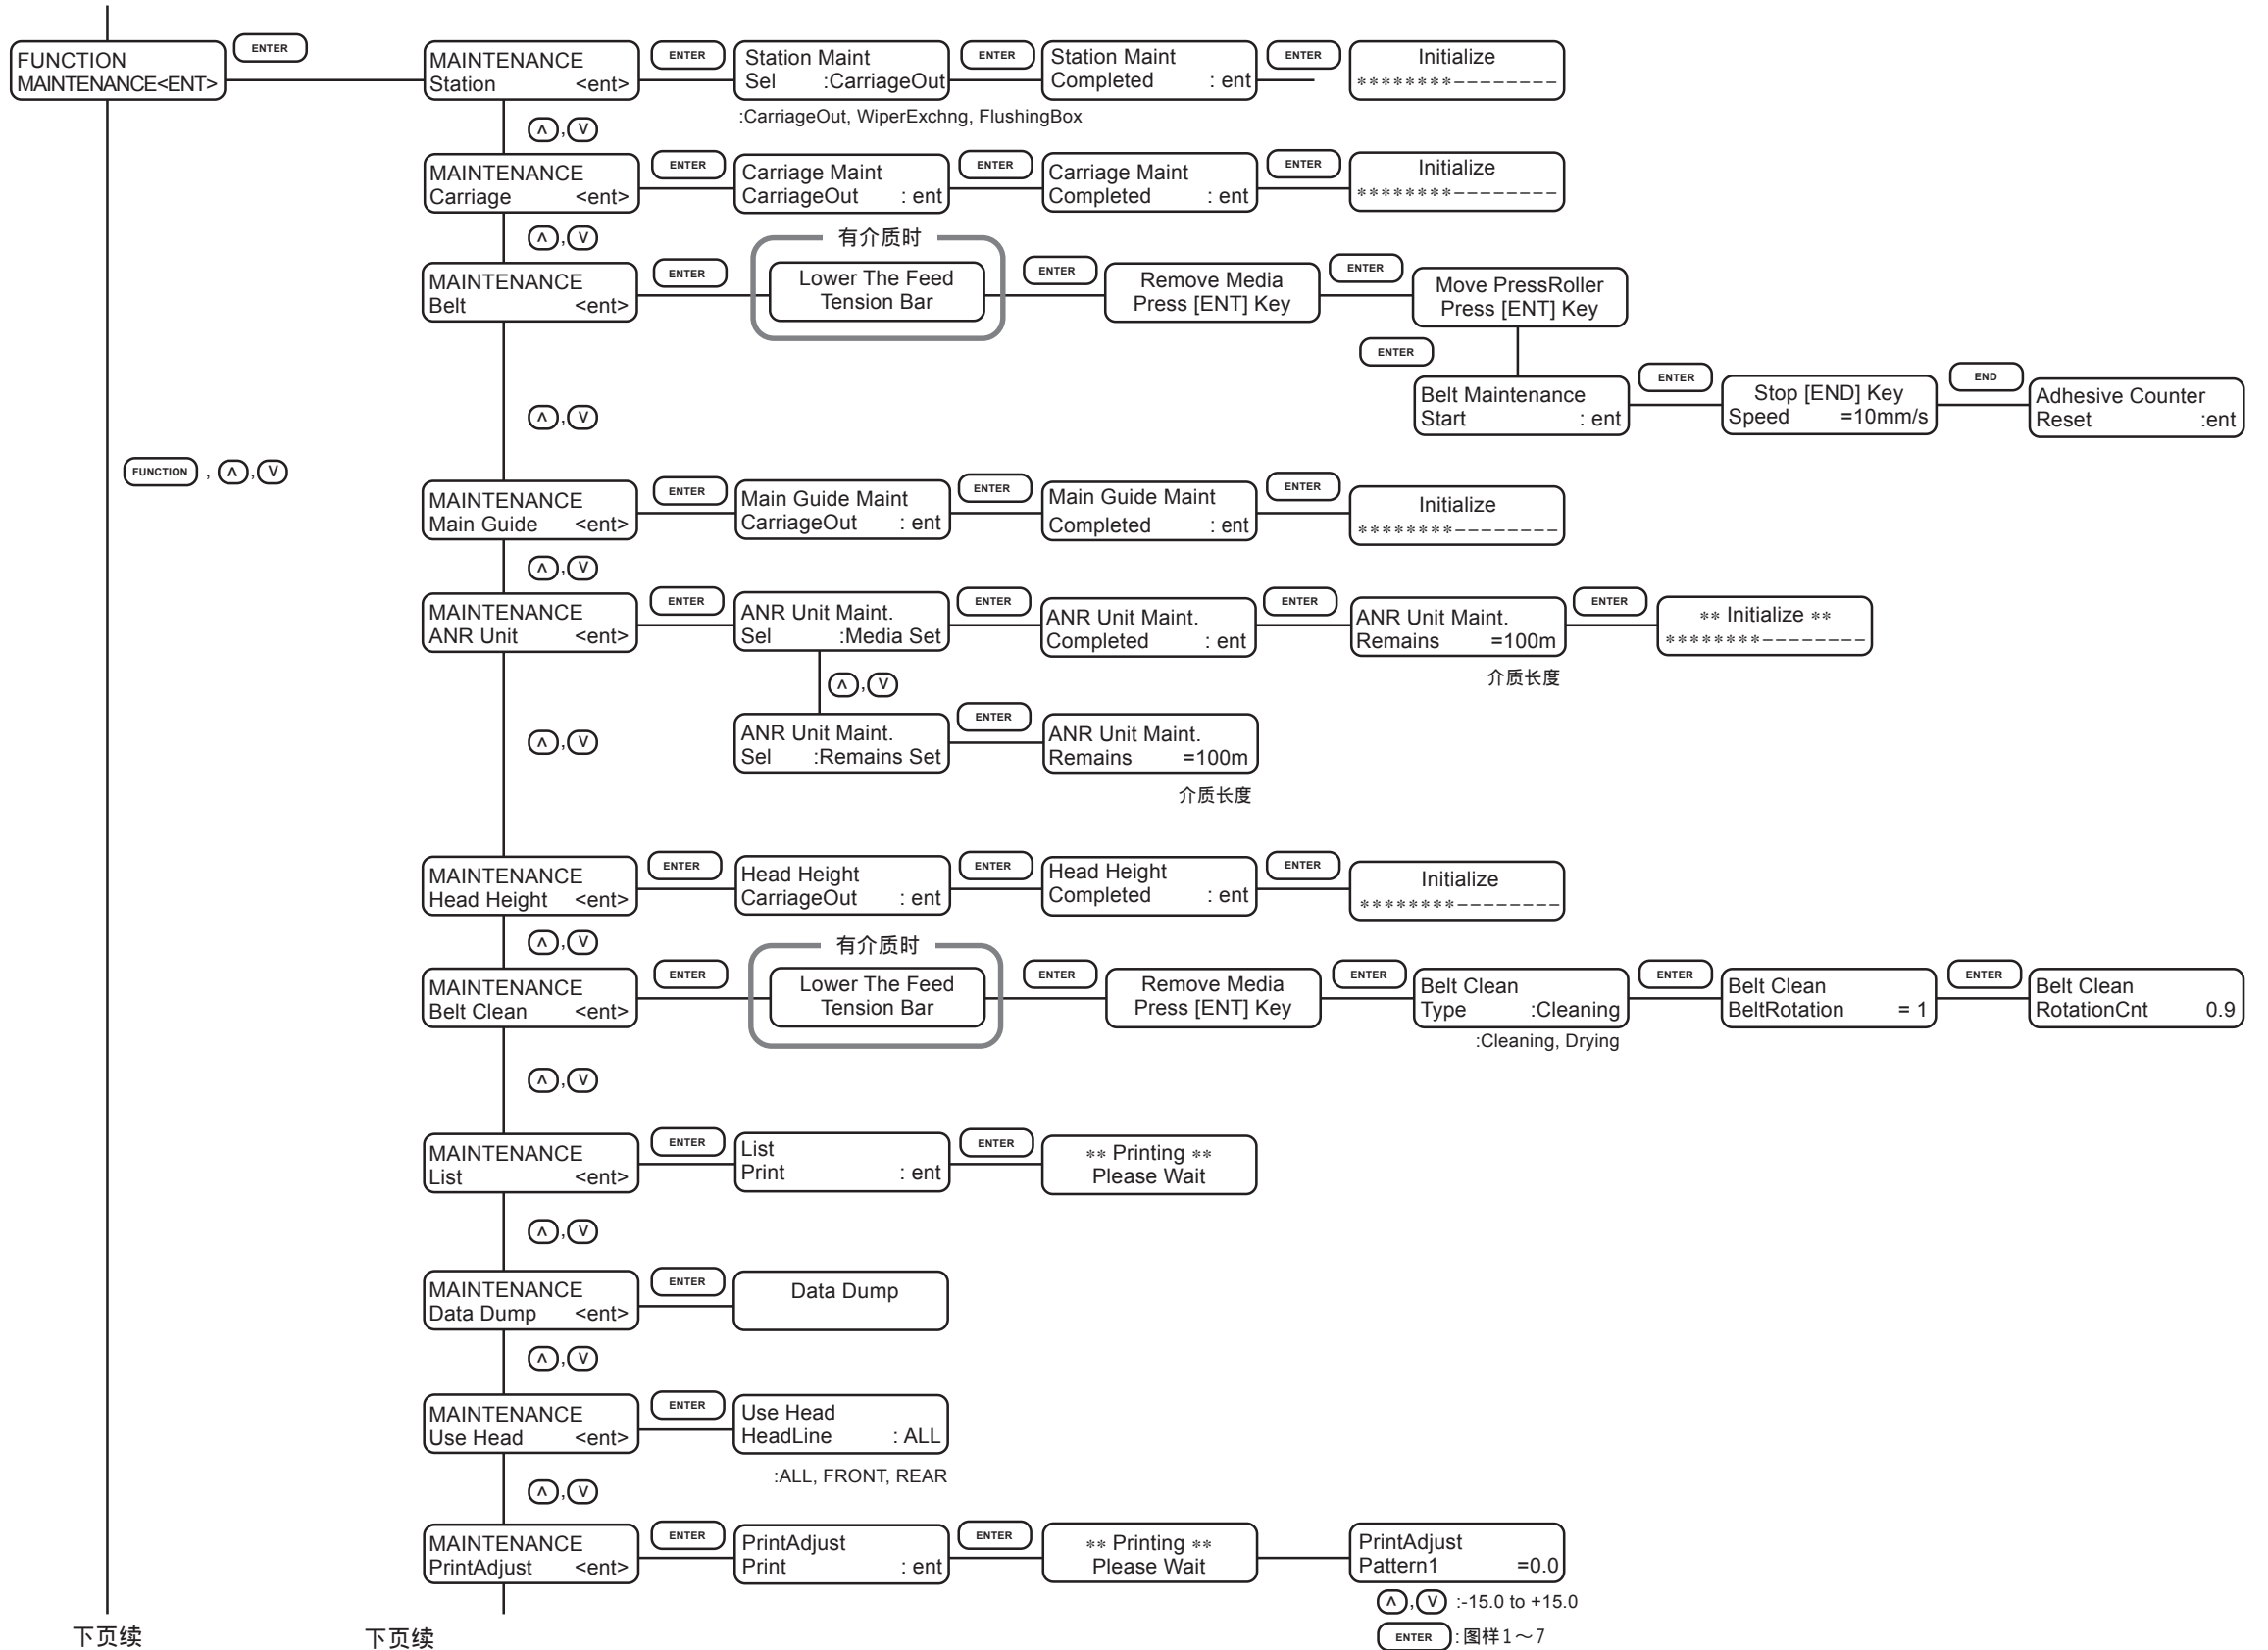 FUNCTION
MAINTENANCE<ENT>
ENTER
MAINTENANCE
Station <ent>
ENTER
Station Maint
Sel :CarriageOut
ENTER
Station Maint
Completed : ent
ENTER
Initialize
********--------
:CarriageOut, WiperExchng, FlushingBox
∧,∨
MAINTENANCE
Carriage <ent>
ENTER
Carriage Maint
CarriageOut : ent
ENTER
Carriage Maint
Completed : ent
ENTER
Initialize
********--------
∧,∨
MAINTENANCE
Belt <ent>
ENTER
有介质时
Lower The Feed
Tension Bar
ENTER
Remove Media
Press [ENT] Key
ENTER
Move PressRoller
Press [ENT] Key
ENTER
Belt Maintenance
Start : ent
ENTER
Stop [END] Key
Speed =10mm/s
END
Adhesive Counter
Reset :ent
∧,∨
FUNCTION , ∧,∨
MAINTENANCE
Main Guide <ent>
ENTER
Main Guide Maint
CarriageOut : ent
ENTER
Main Guide Maint
Completed : ent
ENTER
Initialize
********--------
∧,∨
MAINTENANCE
ANR Unit <ent>
ENTER
ANR Unit Maint.
Sel :Media Set
ENTER
ANR Unit Maint.
Completed : ent
ENTER
ANR Unit Maint.
Remains =100m
介质长度
ENTER
** Initialize **
********--------
∧,∨
ANR Unit Maint.
Sel :Remains Set
ENTER
ANR Unit Maint.
Remains =100m
介质长度
∧,∨
MAINTENANCE
Head Height <ent>
ENTER
Head Height
CarriageOut : ent
ENTER
Head Height
Completed : ent
ENTER
Initialize
********--------
∧,∨
MAINTENANCE
Belt Clean <ent>
ENTER
有介质时
Lower The Feed
Tension Bar
ENTER
Remove Media
Press [ENT] Key
ENTER
Belt Clean
Type :Cleaning
:Cleaning, Drying
ENTER
Belt Clean
BeltRotation = 1
ENTER
Belt Clean
RotationCnt 0.9
∧,∨
MAINTENANCE
List <ent>
ENTER
List
Print : ent
ENTER
** Printing **
Please Wait
∧,∨
MAINTENANCE
Data Dump <ent>
ENTER
Data Dump
∧,∨
MAINTENANCE
Use Head <ent>
ENTER
Use Head
HeadLine : ALL
:ALL, FRONT, REAR
∧,∨
MAINTENANCE
PrintAdjust <ent>
ENTER
PrintAdjust
Print : ent
ENTER
** Printing **
Please Wait
PrintAdjust
Pattern1 =0.0
∧,∨ :-15.0 to +15.0
ENTER : 图样1～7
下页续
下页续